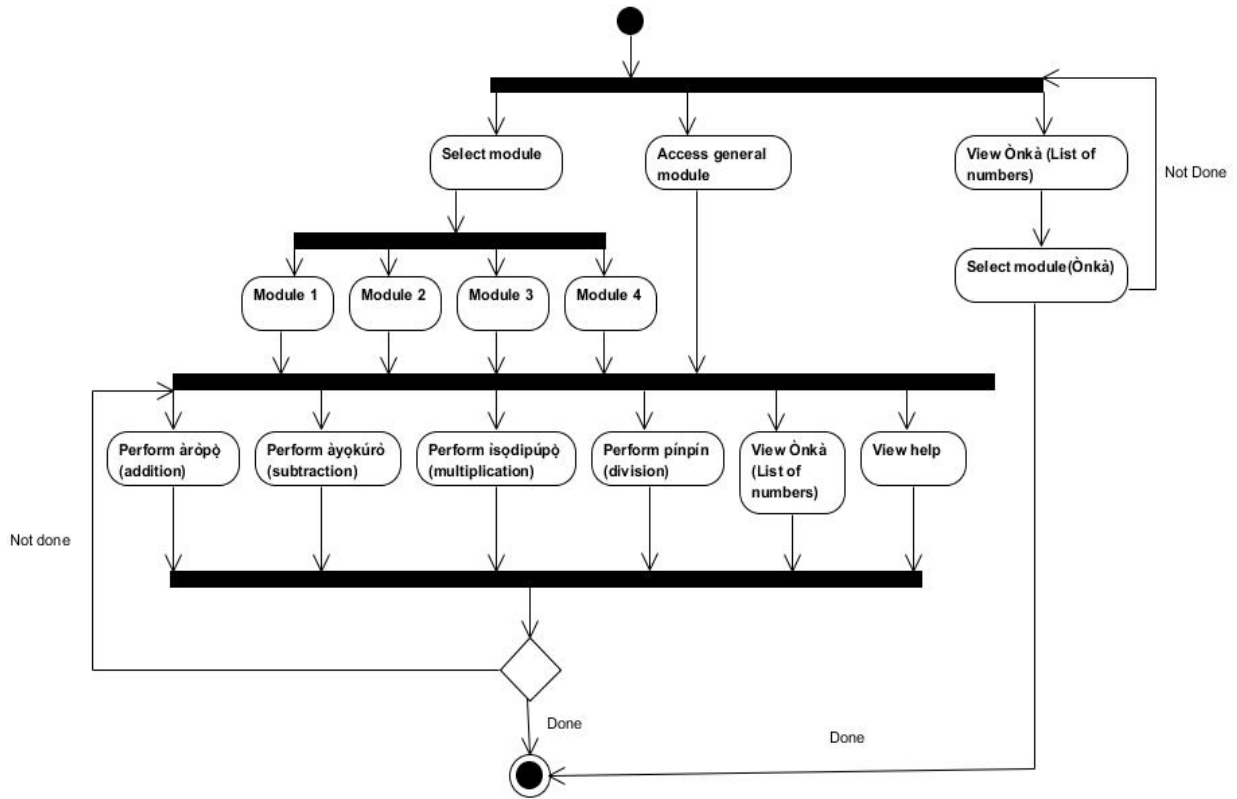 Select module
Access general
module
View Ònkà (List of
numbers)
Not Done
Select module(Ònkà)
Module 1
Module 2
Module 3
Module 4
Perform àròpọ̀
(addition)
Perform àyọkúrò
(subtraction)
Perform ìsọdipúpọ̀
(multiplication)
Perform pínpín
(division)
View Ònkà
(List of
numbers)
View help
Not done
Done
Done